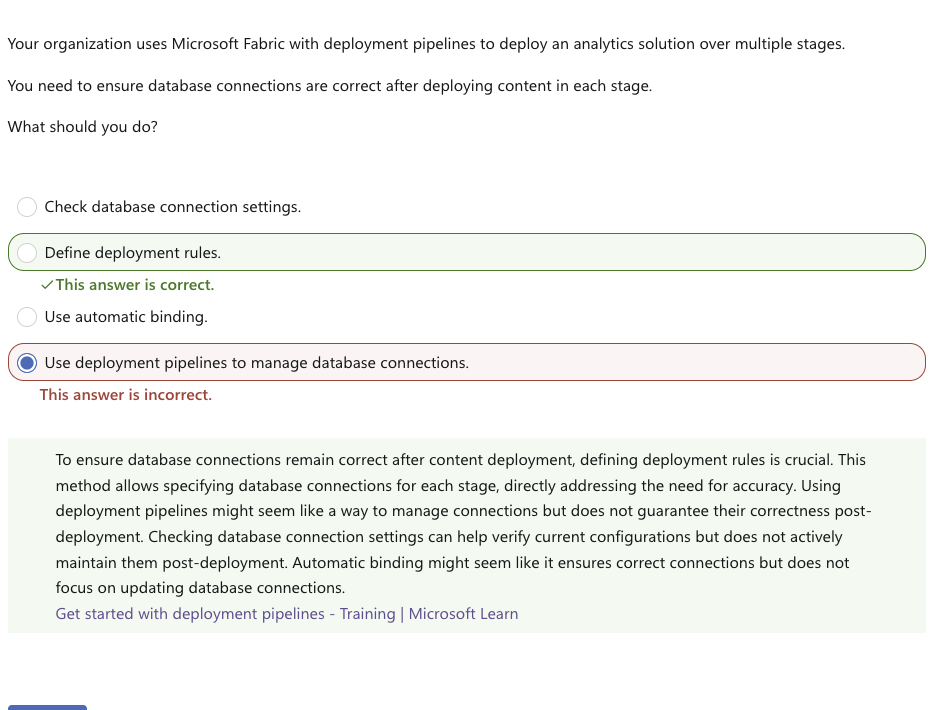 Your organization uses Microsoft Fabric with deployment pipelines to deploy an analytics solution over multiple stages.
You need to ensure database connections are correct after deploying content in each stage.
What should you do?
Check database connection settings.
Define deployment rules.
This answer is correct.
Use automatic binding.
Use deployment pipelines to manage database connections.
This answer is incorrect.
To ensure database connections remain correct after content deployment, defining deployment rules is crucial. This
method allows specifying database connections for each stage, directly addressing the need for accuracy. Using
deployment pipelines might seem like a way to manage connections but does not guarantee their correctness post-
deployment. Checking database connection settings can help verify current configurations but does not actively
maintain them post-deployment. Automatic binding might seem like it ensures correct connections but does not
focus on updating database connections.
Get started with deployment pipelines - Training | Microsoft Learn